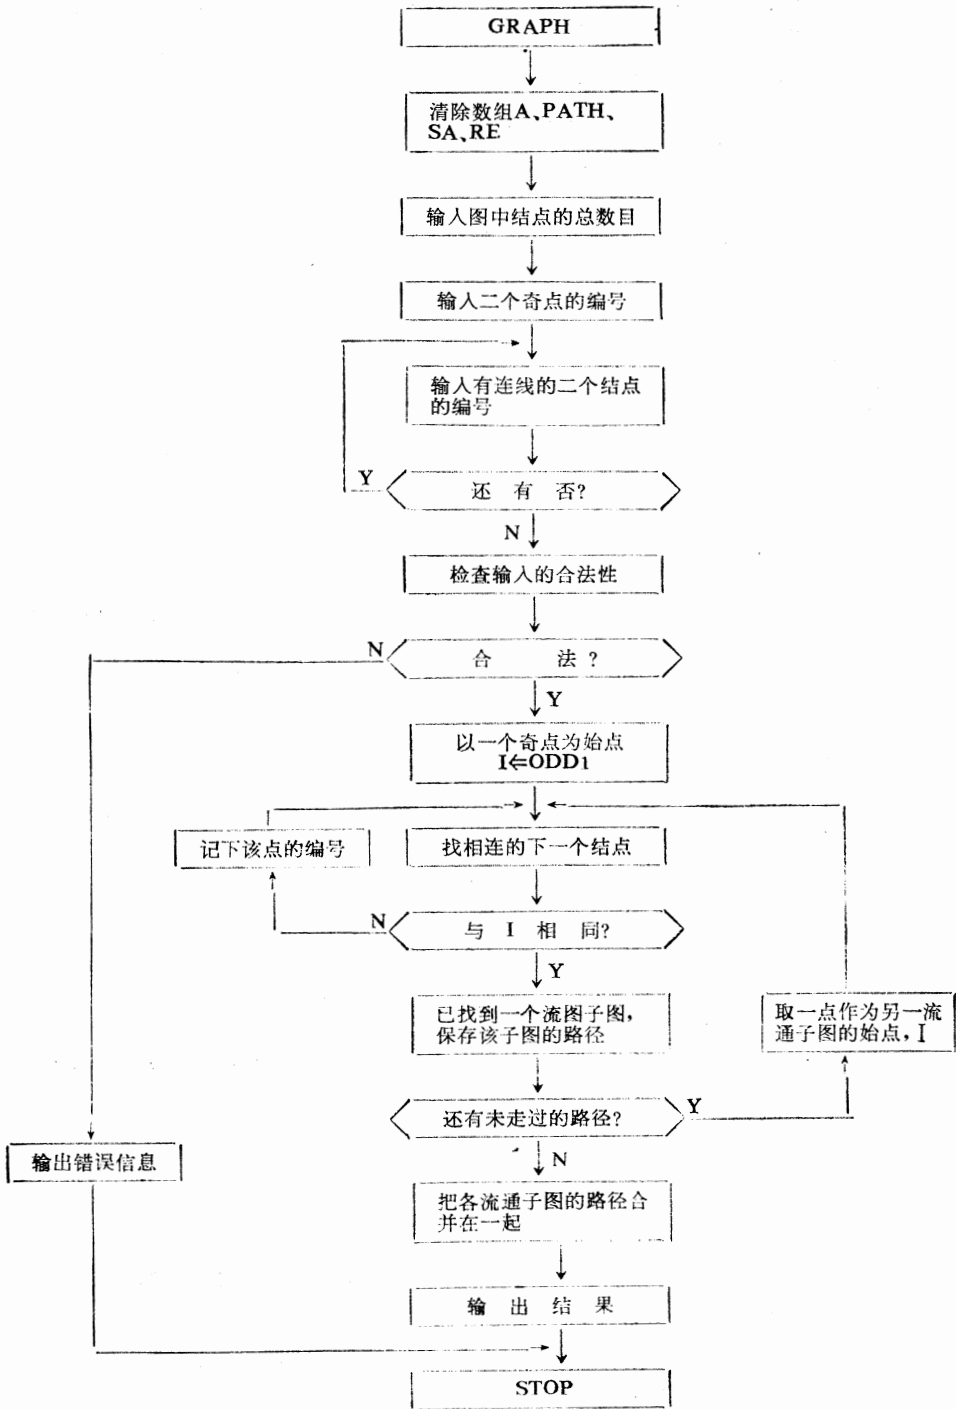 GRAPH
清除数组A、PATH、
SA、RE
输入图中结点的总数目
输入二个奇点的编号
输入有连线的二个结点
的编号
Y
还 有 否?
N
检查输入的合法性
N
合 法?
Y
以一个奇点为始点
I⇐ODD1
记下该点的编号
找相连的下一个结点
N
与 I 相 同?
Y
已找到一个流图子图,
保存该子图的路径
取一点作为另一流
通子图的始点,I
还有未走过的路径?
Y
N
输出错误信息
把各流通子图的路径合
并在一起
输 出 结 果
STOP